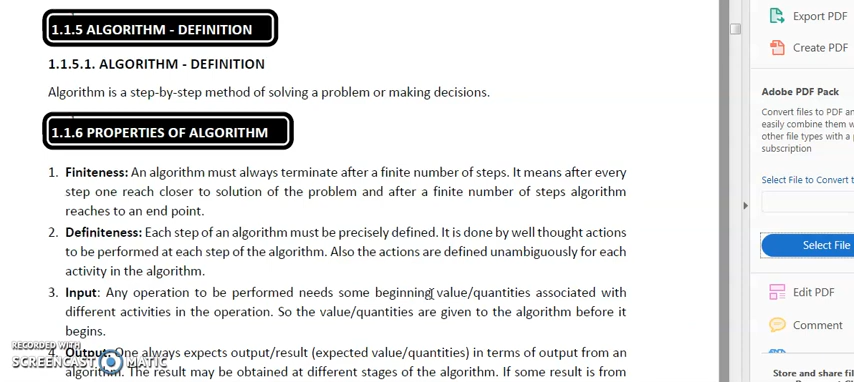 1.1.5 ALGORITHM - DEFINITION
1.1.5.1. ALGORITHM - DEFINITION
Algorithm is a step-by-step method of solving a problem or making decisions.
1.1.6 PROPERTIES OF ALGORITHM
1. Finiteness: An algorithm must always terminate after a finite number of steps. It means after every
step one reach closer to solution of the problem and after a finite number of steps algorithm
reaches to an end point.
2. Definiteness: Each step of an algorithm must be precisely defined. It is done by well thought actions
to be performed at each step of the algorithm. Also the actions are defined unambiguously for each
activity in the algorithm.
3. Input: Any operation to be performed needs some beginning value/quantities associated with
different activities in the operation. So the value/quantities are given to the algorithm before it
begins.
4. Output: One always expects output/result (expected value/quantities) in terms of output from an
algorithm. The result may be obtained at different stages of the algorithm. If some result is from
RECORDED WITH
SCREENCAST MATIC
Export PDF
Create PDF
Adobe PDF Pack
Convert files to PDF an
easily combine them w
other file types with a
subscription
Select File to Convert t
Select File
Edit PDF
Comment
Store and share fil